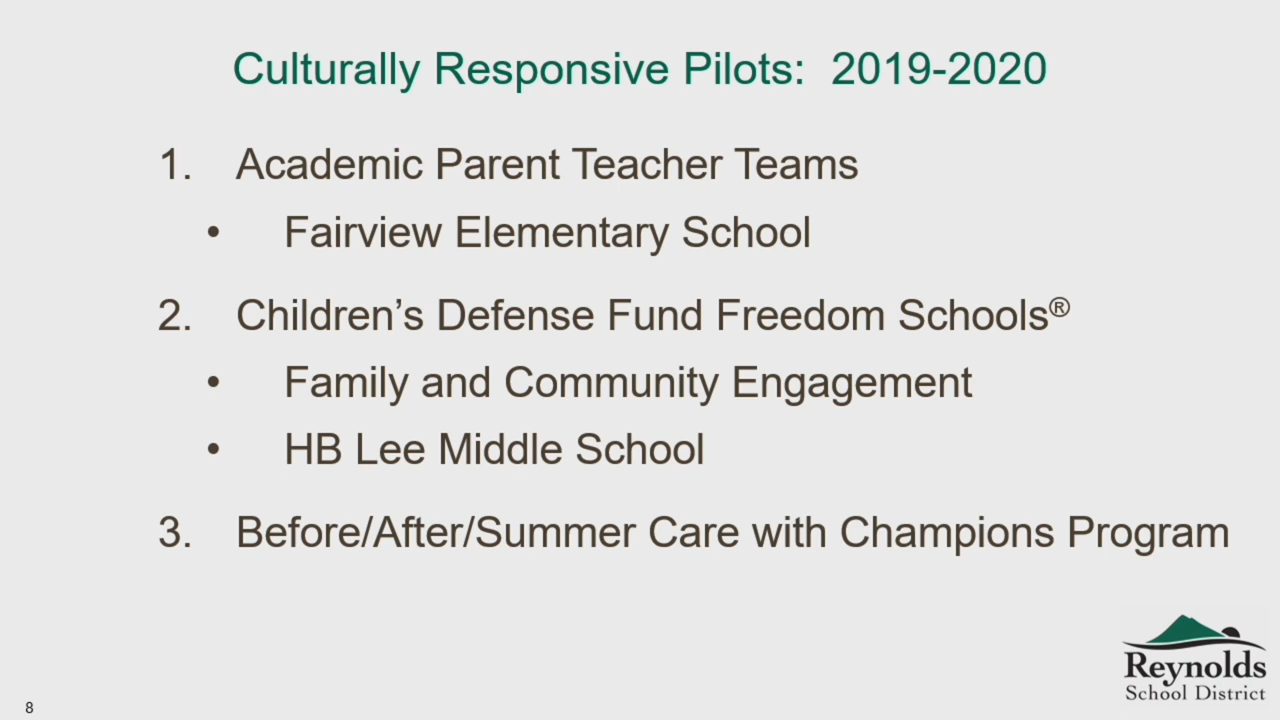 Culturally Responsive Pilots: 2019-2020
1. Academic Parent Teacher Teams
• Fairview Elementary School
2. Children’s Defense Fund Freedom Schools®
• Family and Community Engagement
• HB Lee Middle School
3. Before/After/Summer Care with Champions Program
Reynolds
School District
8